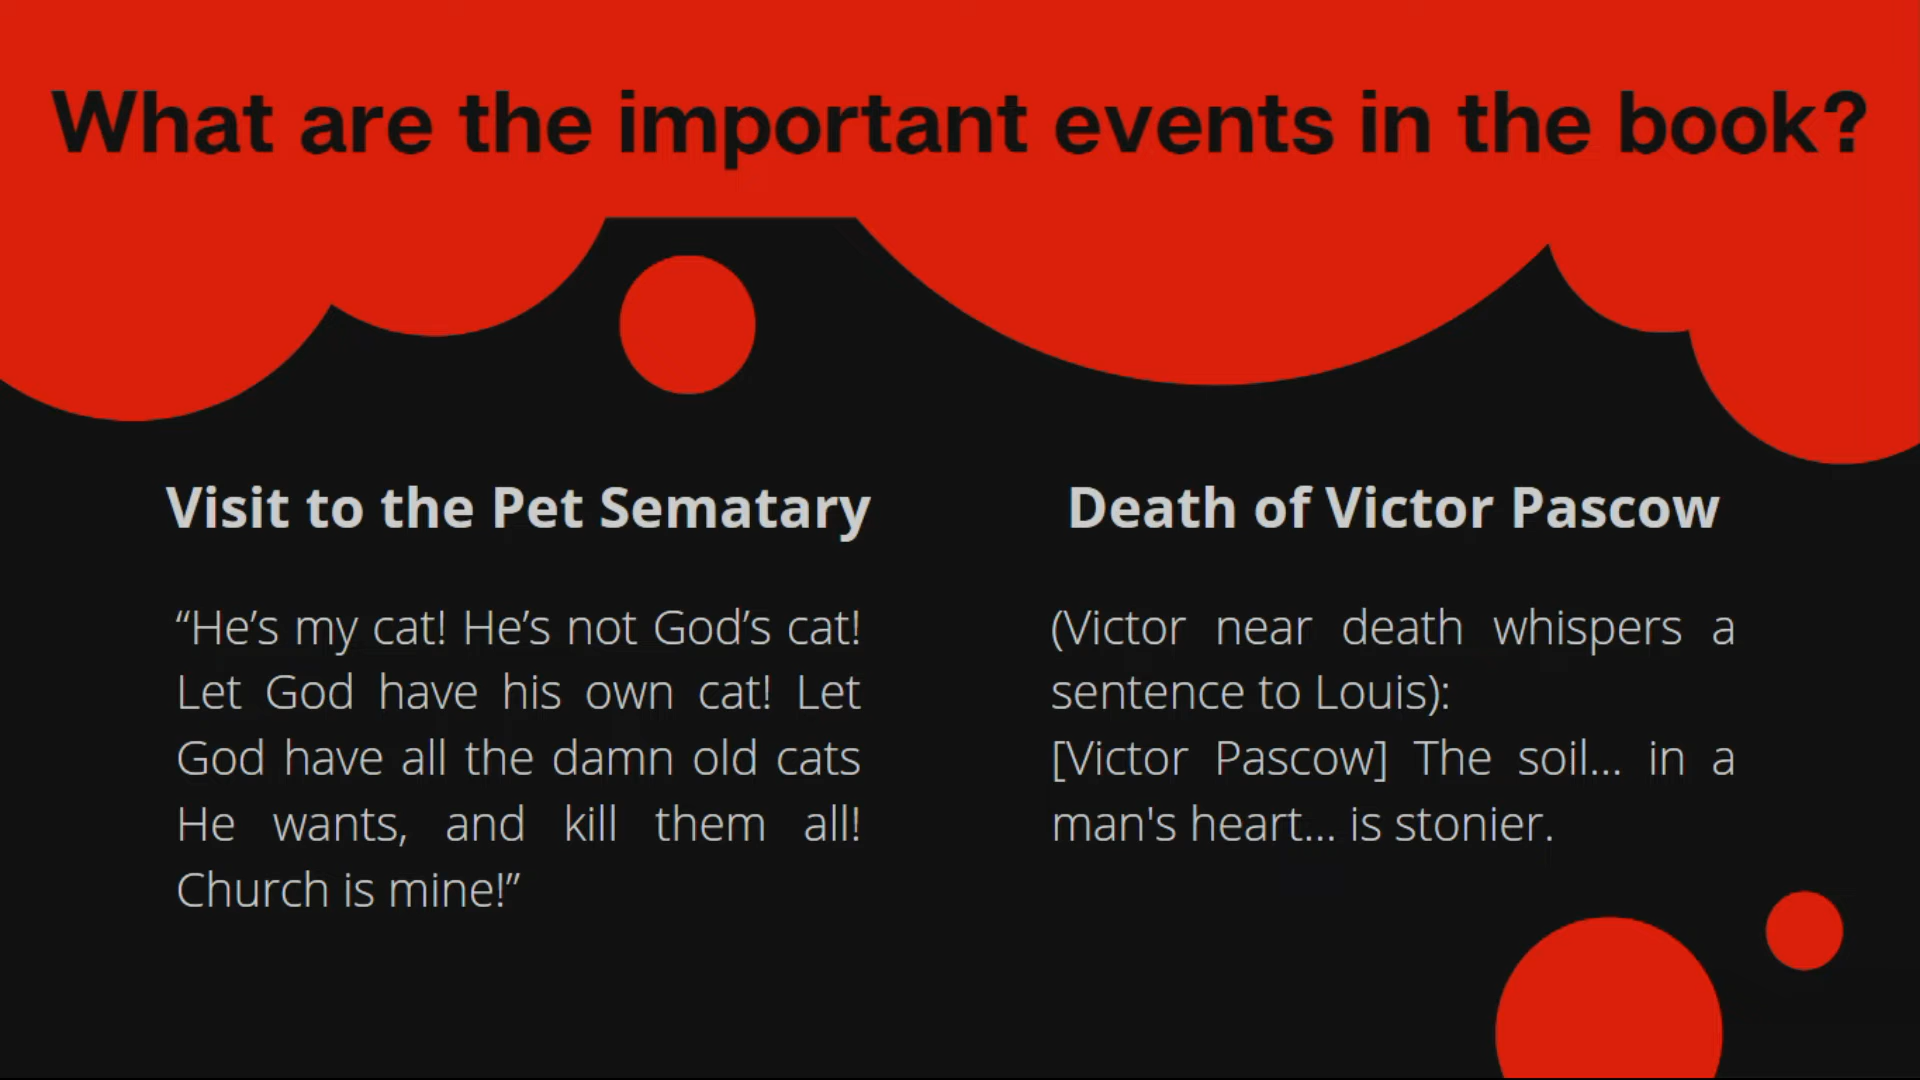 What are the important events in the book?
Visit to the Pet Sematary
“He’s my cat! He’s not God’s cat!
Let God have his own cat! Let
God have all the damn old cats
He wants, and kill them all!
Church is mine!”
Death of Victor Pascow
(Victor near death whispers a
sentence to Louis):
[Victor Pascow] The soil... in a
man's heart... is stonier.